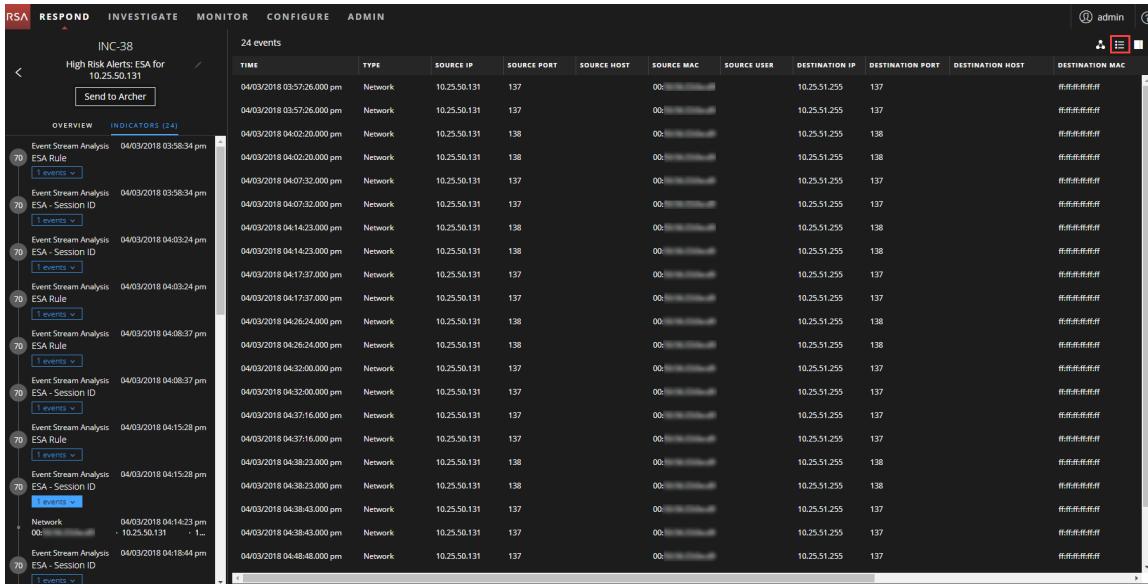 RSA RESPOND INVESTIGATE MONITOR CONFIGURE ADMIN admin
INC-38
High Risk Alerts: ESA for
10.25.50.131
Send to Archer
OVERVIEW INDICATORS (24)
Event Stream Analysis 04/03/2018 03:58:34 pm
70 ESA Rule
1 events
Event Stream Analysis 04/03/2018 03:58:34 pm
70 ESA - Session ID
1 events
Event Stream Analysis 04/03/2018 04:03:24 pm
70 ESA - Session ID
1 events
Event Stream Analysis 04/03/2018 04:03:24 pm
70 ESA Rule
1 events
Event Stream Analysis 04/03/2018 04:08:37 pm
70 ESA Rule
1 events
Event Stream Analysis 04/03/2018 04:08:37 pm
70 ESA - Session ID
1 events
Event Stream Analysis 04/03/2018 04:15:28 pm
70 ESA Rule
1 events
Event Stream Analysis 04/03/2018 04:15:28 pm
70 ESA - Session ID
1 events
Network 04/03/2018 04:14:23 pm
00: · 10.25.50.131 · 1...
Event Stream Analysis 04/03/2018 04:18:44 pm
70 ESA - Session ID
1 events
24 events
TIME TYPE SOURCE IP SOURCE PORT SOURCE HOST SOURCE MAC SOURCE USER DESTINATION IP DESTINATION PORT DESTINATION HOST DESTINATION MAC
04/03/2018 03:57:26.000 pm Network 10.25.50.131 137 00: 10.25.51.255 137 ff:ff:ff:ff:ff:ff
04/03/2018 03:57:26.000 pm Network 10.25.50.131 137 00: 10.25.51.255 137 ff:ff:ff:ff:ff:ff
04/03/2018 04:02:20.000 pm Network 10.25.50.131 138 00: 10.25.51.255 138 ff:ff:ff:ff:ff:ff
04/03/2018 04:02:20.000 pm Network 10.25.50.131 138 00: 10.25.51.255 138 ff:ff:ff:ff:ff:ff
04/03/2018 04:07:32.000 pm Network 10.25.50.131 137 00: 10.25.51.255 137 ff:ff:ff:ff:ff:ff
04/03/2018 04:07:32.000 pm Network 10.25.50.131 137 00: 10.25.51.255 137 ff:ff:ff:ff:ff:ff
04/03/2018 04:14:23.000 pm Network 10.25.50.131 138 00: 10.25.51.255 138 ff:ff:ff:ff:ff:ff
04/03/2018 04:14:23.000 pm Network 10.25.50.131 138 00: 10.25.51.255 138 ff:ff:ff:ff:ff:ff
04/03/2018 04:17:37.000 pm Network 10.25.50.131 137 00: 10.25.51.255 137 ff:ff:ff:ff:ff:ff
04/03/2018 04:17:37.000 pm Network 10.25.50.131 137 00: 10.25.51.255 137 ff:ff:ff:ff:ff:ff
04/03/2018 04:26:24.000 pm Network 10.25.50.131 138 00: 10.25.51.255 138 ff:ff:ff:ff:ff:ff
04/03/2018 04:26:24.000 pm Network 10.25.50.131 138 00: 10.25.51.255 138 ff:ff:ff:ff:ff:ff
04/03/2018 04:32:00.000 pm Network 10.25.50.131 137 00: 10.25.51.255 137 ff:ff:ff:ff:ff:ff
04/03/2018 04:32:00.000 pm Network 10.25.50.131 137 00: 10.25.51.255 137 ff:ff:ff:ff:ff:ff
04/03/2018 04:37:16.000 pm Network 10.25.50.131 137 00: 10.25.51.255 137 ff:ff:ff:ff:ff:ff
04/03/2018 04:37:16.000 pm Network 10.25.50.131 137 00: 10.25.51.255 137 ff:ff:ff:ff:ff:ff
04/03/2018 04:38:23.000 pm Network 10.25.50.131 138 00: 10.25.51.255 138 ff:ff:ff:ff:ff:ff
04/03/2018 04:38:23.000 pm Network 10.25.50.131 138 00: 10.25.51.255 138 ff:ff:ff:ff:ff:ff
04/03/2018 04:38:43.000 pm Network 10.25.50.131 137 00: 10.25.51.255 137 ff:ff:ff:ff:ff:ff
04/03/2018 04:38:43.000 pm Network 10.25.50.131 137 00: 10.25.51.255 137 ff:ff:ff:ff:ff:ff
04/03/2018 04:48:48.000 pm Network 10.25.50.131 137 00: 10.25.51.255 137 ff:ff:ff:ff:ff:ff